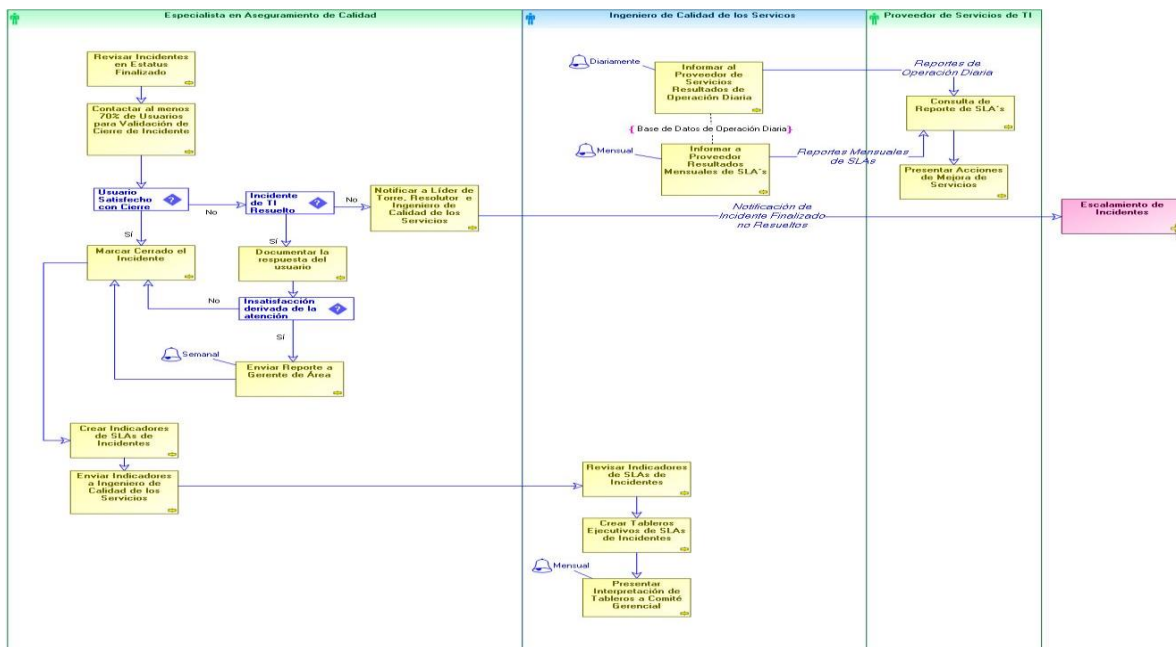 Especialista en Aseguramiento de Calidad
Ingeniero de Calidad de los Servicos
Proveedor de Servicios de TI
Revisar Incidentes
en Estatus
Finalizado
Contactar al menos
70% de Usuarios
para Validación de
Cierre de Incidente
Usuario
Satisfecho
con Cierre
No
Incidente
de TI
Resuelto
No
Notificar a Líder de
Torre, Resolutor e
Ingeniero de
Calidad de los
Servicios
Sí
Sí
Marcar Cerrado el
Incidente
Documentar la
respuesta del
usuario
No
Insatisfacción
derivada de la
atención
Sí
Semanal
Enviar Reporte a
Gerente de Área
Crear Indicadores
de SLAs de
Incidentes
Enviar Indicadores
a Ingeniero de
Calidad de los
Servicios
Diariamente
Informar al
Proveedor de
Servicios
Resultados de
Operación Diaria
{ Base de Datos de Operación Diaria}
Mensual
Informar a
Proveedor
Resultados
Mensuales de SLA's
Reportes de
Operación Diaria
Reportes Mensuales
de SLAs
Consulta de
Reporte de SLA's
Presentar Acciones
de Mejora de
Servicios
Notificación de
Incidente Finalizado
no Resueltos
Escalamiento de
Incidentes
Revisar Indicadores
de SLAs de
Incidentes
Crear Tableros
Ejecutivos de SLAs
de Incidentes
Mensual
Presentar
Interpretación de
Tableros a Comité
Gerencial